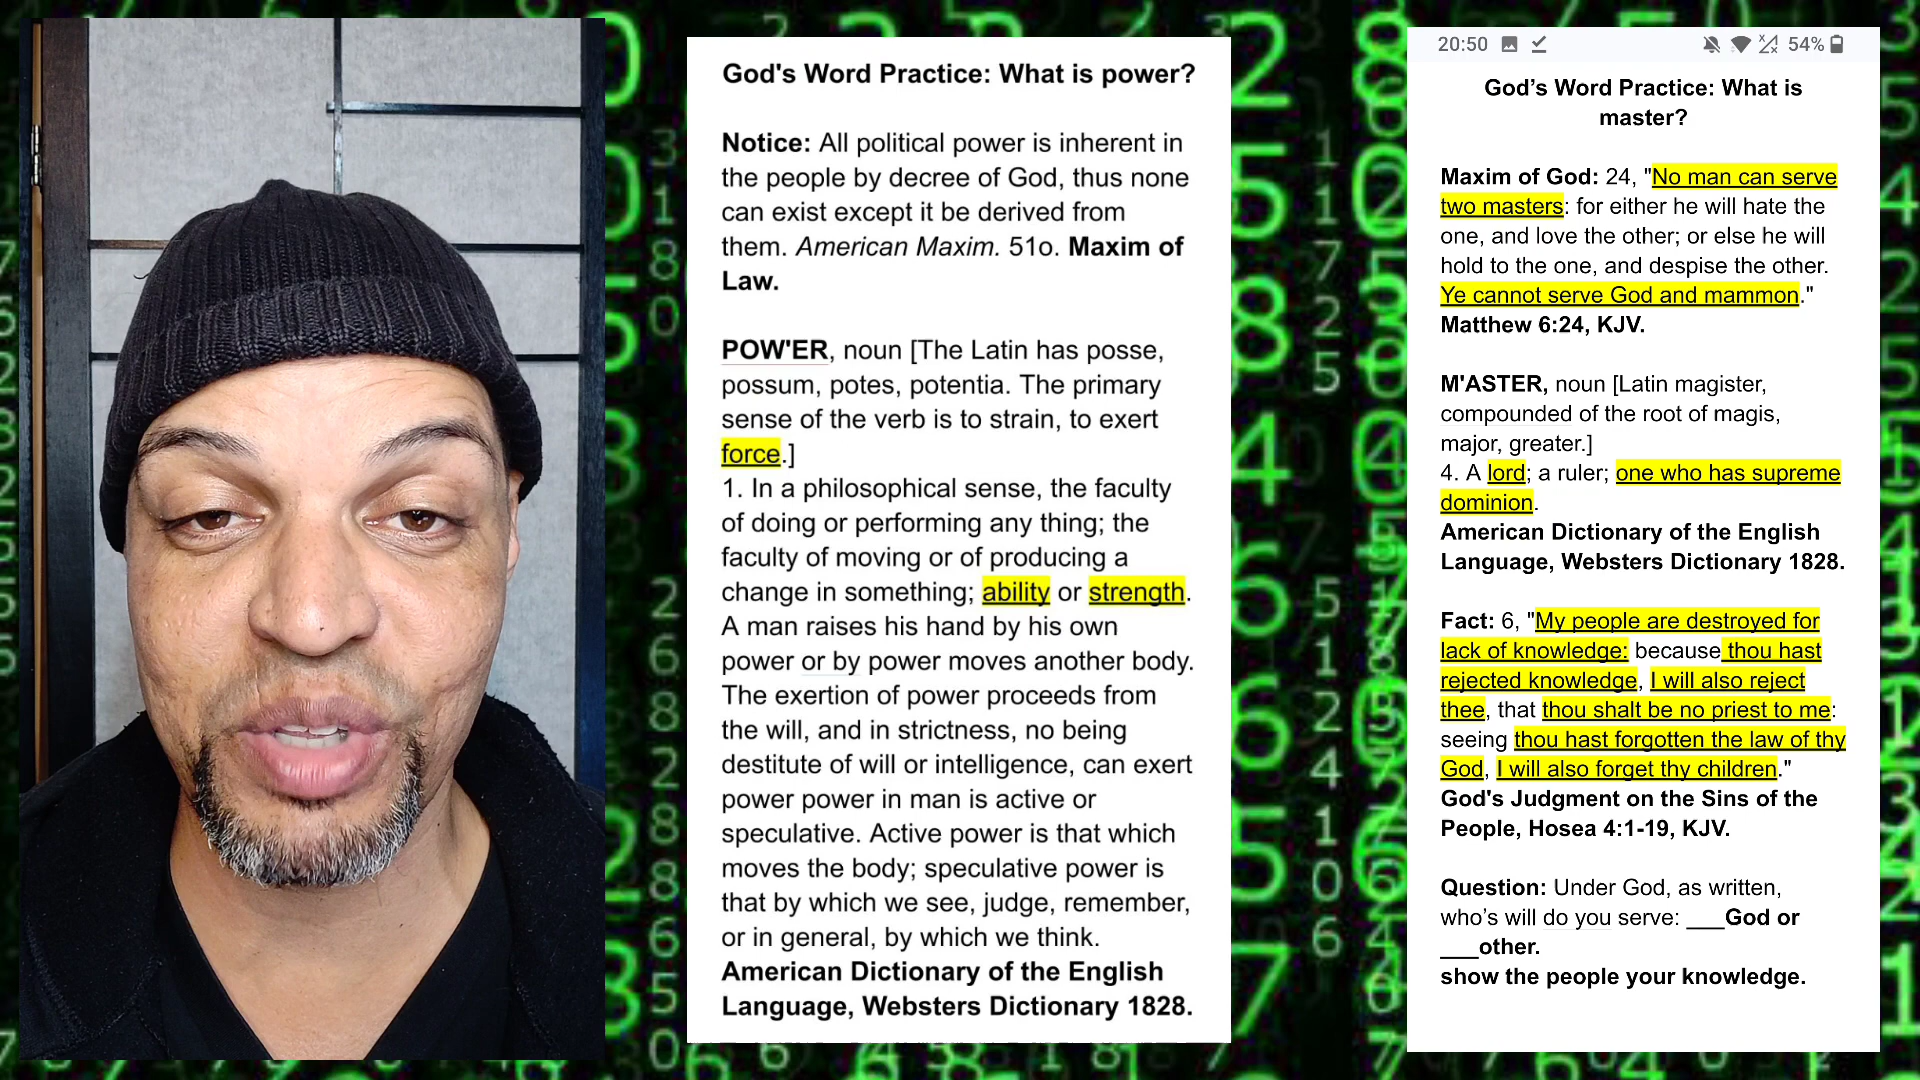 God's Word Practice: What is power?
Notice: All political power is inherent in
the people by decree of God, thus none
can exist except it be derived from
them. American Maxim. 51o. Maxim of
Law.
POW'ER, noun [The Latin has posse,
possum, potes, potentia. The primary
sense of the verb is to strain, to exert
force.]
1. In a philosophical sense, the faculty
of doing or performing any thing; the
faculty of moving or of producing a
change in something; ability or strength.
A man raises his hand by his own
power or by power moves another body.
The exertion of power proceeds from
the will, and in strictness, no being
destitute of will or intelligence, can exert
power power in man is active or
speculative. Active power is that which
moves the body; speculative power is
that by which we see, judge, remember,
or in general, by which we think.
American Dictionary of the English
Language, Websters Dictionary 1828.
20:50 54%
God’s Word Practice: What is
master?
Maxim of God: 24, "No man can serve
two masters: for either he will hate the
one, and love the other; or else he will
hold to the one, and despise the other.
Ye cannot serve God and mammon."
Matthew 6:24, KJV.
M'ASTER, noun [Latin magister,
compounded of the root of magis,
major, greater.]
4. A lord; a ruler; one who has supreme
dominion.
American Dictionary of the English
Language, Websters Dictionary 1828.
Fact: 6, "My people are destroyed for
lack of knowledge: because thou hast
rejected knowledge, I will also reject
thee, that thou shalt be no priest to me:
seeing thou hast forgotten the law of thy
God, I will also forget thy children."
God's Judgment on the Sins of the
People, Hosea 4:1-19, KJV.
Question: Under God, as written,
who’s will do you serve: ___God or
___other.
show the people your knowledge.